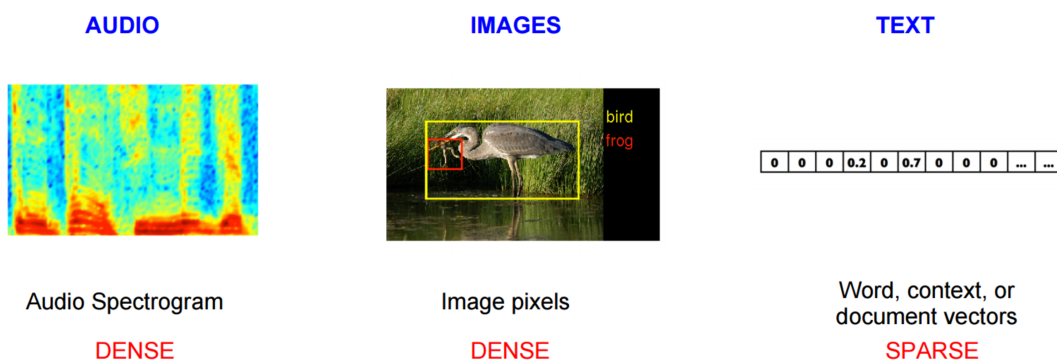 AUDIO
IMAGES
TEXT
bird
frog
0 0 0 0.2 0 0.7 0 0 0 ... ...
Audio Spectrogram
Image pixels
Word, context, or
document vectors
DENSE
DENSE
SPARSE